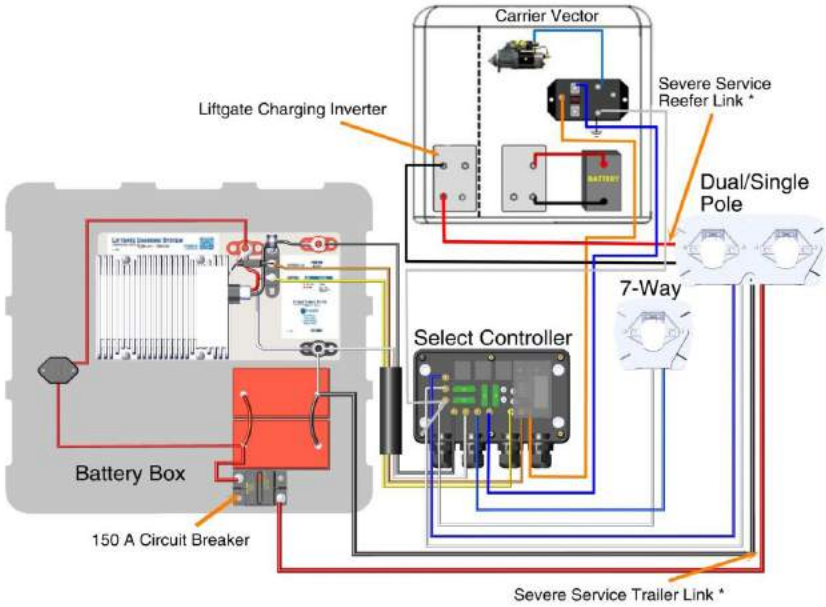 Carrier Vector
Severe Service
Reefer Link *
Liftgate Charging Inverter
BATTERY
Dual/Single
Pole
7-Way
Select Controller
Battery Box
150 A Circuit Breaker
Severe Service Trailer Link *